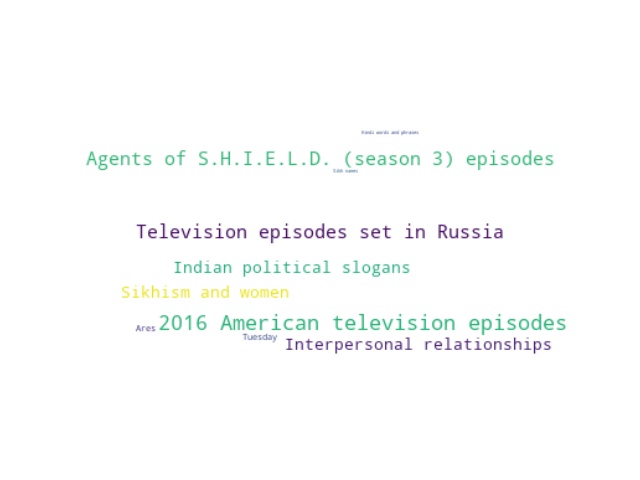 Hindi words and phrases
Agents of S.H.I.E.L.D. (season 3) episodes
Sikh names
Television episodes set in Russia
Indian political slogans
Sikhism and women
Ares
2016 American television episodes
Tuesday
Interpersonal relationships